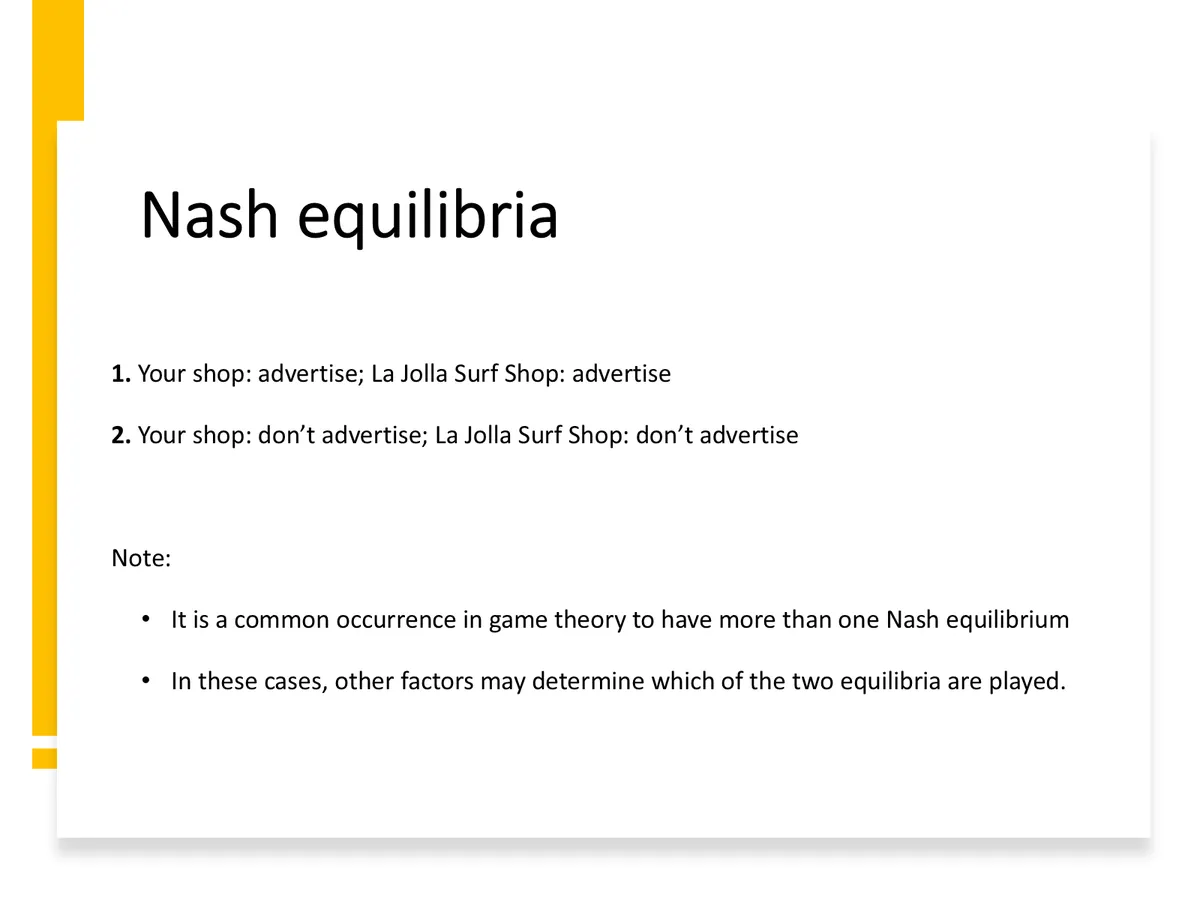 Nash equilibria
1. Your shop: advertise; La Jolla Surf Shop: advertise
2. Your shop: don’t advertise; La Jolla Surf Shop: don’t advertise
Note:
• It is a common occurrence in game theory to have more than one Nash equilibrium
• In these cases, other factors may determine which of the two equilibria are played.